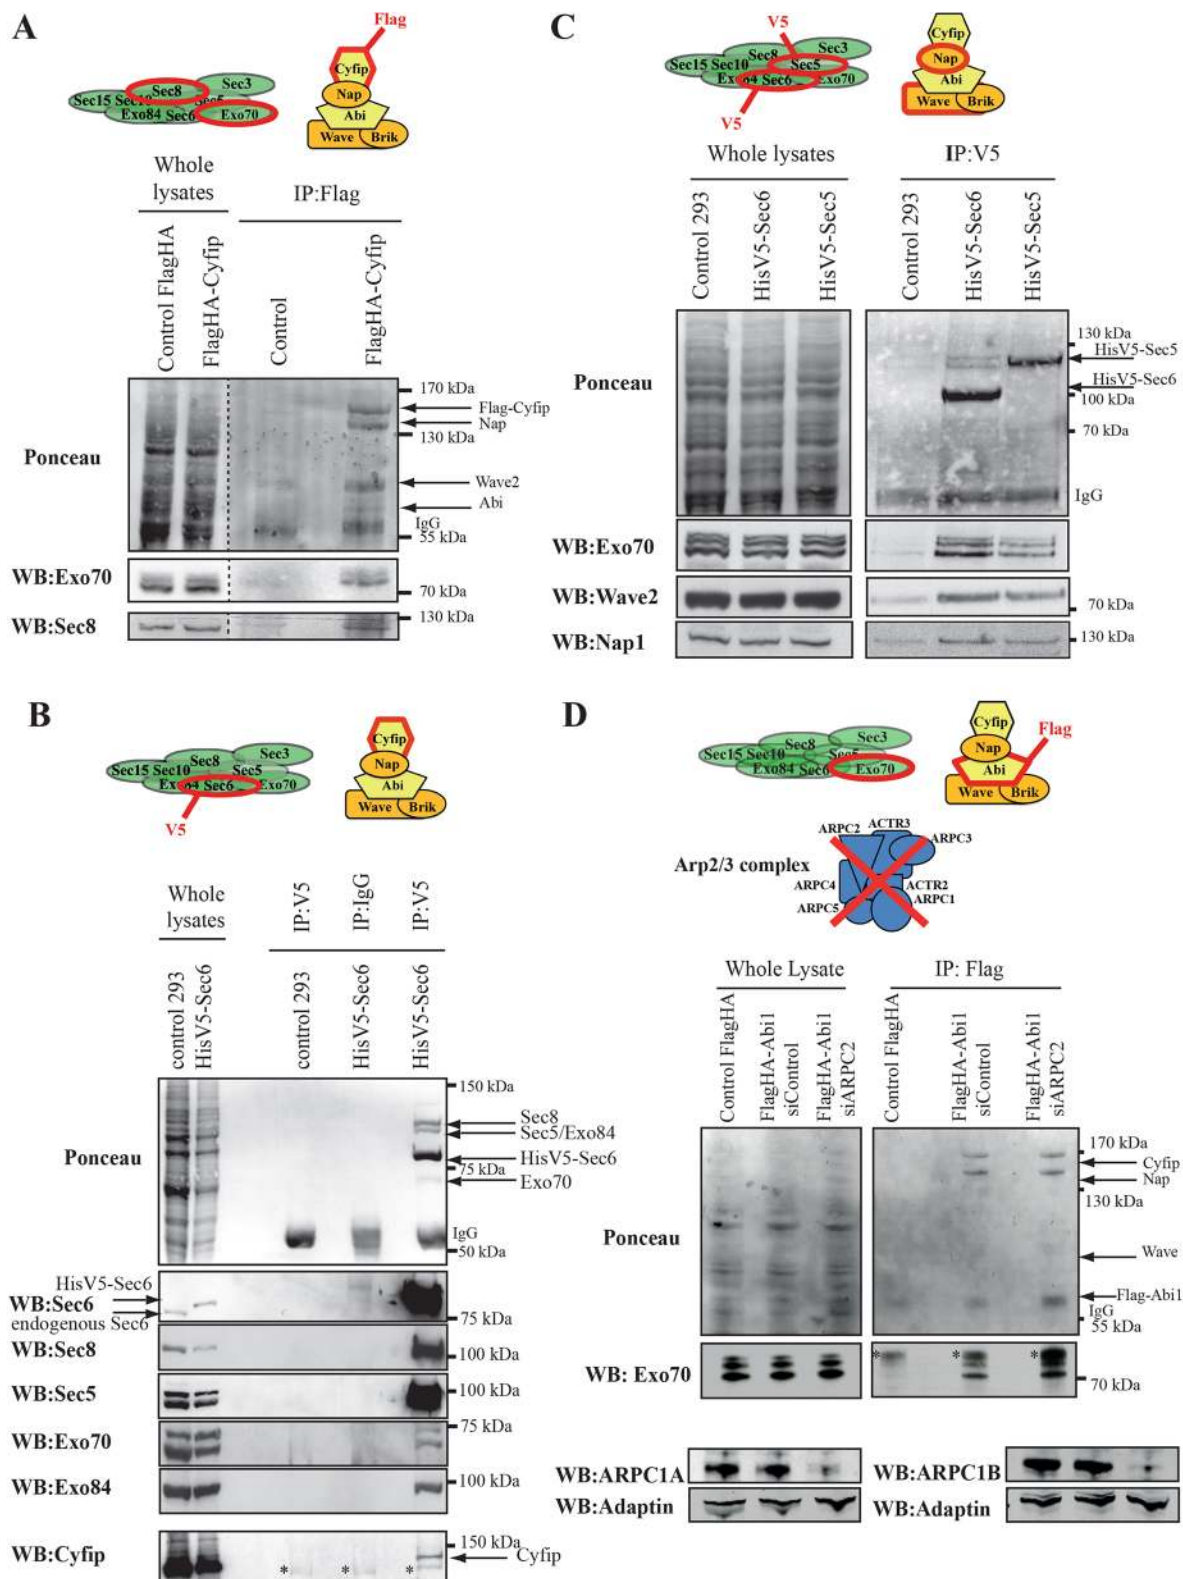 A
Flag
Cyfip
Sec8
Sec3
Sec15 Sec10
Sec5
Nap
Exo84 Sec6
Exo70
Abi
Wave
Brik
Whole
lysates
IP:Flag
Control FlagHA
FlagHA-Cyfip
Control
FlagHA-Cyfip
Ponceau
170 kDa
Flag-Cyfip
Nap
130 kDa
Wave2
Abi
IgG
55 kDa
WB:Exo70
70 kDa
WB:Sec8
130 kDa
C
V5
Cyfip
Sec8
Sec3
Sec15 Sec10
Sec5
Nap
Exo84 Sec6
Exo70
Abi
Wave
Brik
V5
Whole lysates
IP:V5
Control 293
HisV5-Sec6
HisV5-Sec5
Control 293
HisV5-Sec6
HisV5-Sec5
Ponceau
130 kDa
HisV5-Sec5
HisV5-Sec6
100 kDa
70 kDa
IgG
WB:Exo70
WB:Wave2
70 kDa
WB:Nap1
130 kDa
B
Cyfip
Sec8
Sec3
Sec15 Sec10
Sec5
Nap
Exo84 Sec6
Exo70
Abi
Wave
Brik
V5
Whole
lysates
IP:V5
IP:IgG
IP:V5
control 293
HisV5-Sec6
control 293
HisV5-Sec6
HisV5-Sec6
Ponceau
150 kDa
Sec8
Sec5/Exo84
HisV5-Sec6
75 kDa
Exo70
IgG
50 kDa
HisV5-Sec6
WB:Sec6
endogenous Sec6
75 kDa
WB:Sec8
100 kDa
WB:Sec5
100 kDa
WB:Exo70
75 kDa
WB:Exo84
100 kDa
WB:Cyfip
150 kDa
Cyfip
* * *
D
Cyfip
Flag
Sec8
Sec3
Sec15 Sec10
Sec5
Nap
Exo84 Sec6
Exo70
Abi
Wave
Brik
Arp2/3 complex
ARPC2
ACTR3
ARPC3
ARPC4
ACTR2
ARPC5
ARPC1
Whole Lysate
IP: Flag
Control FlagHA
FlagHA-Abi1
siControl
FlagHA-Abi1
siARPC2
Control FlagHA
FlagHA-Abi1
siControl
FlagHA-Abi1
siARPC2
Ponceau
170 kDa
Cyfip
Nap
130 kDa
Wave
Flag-Abi1
IgG
55 kDa
WB: Exo70
* * *
70 kDa
WB:ARPC1A
WB:Adaptin
WB:ARPC1B
WB:Adaptin